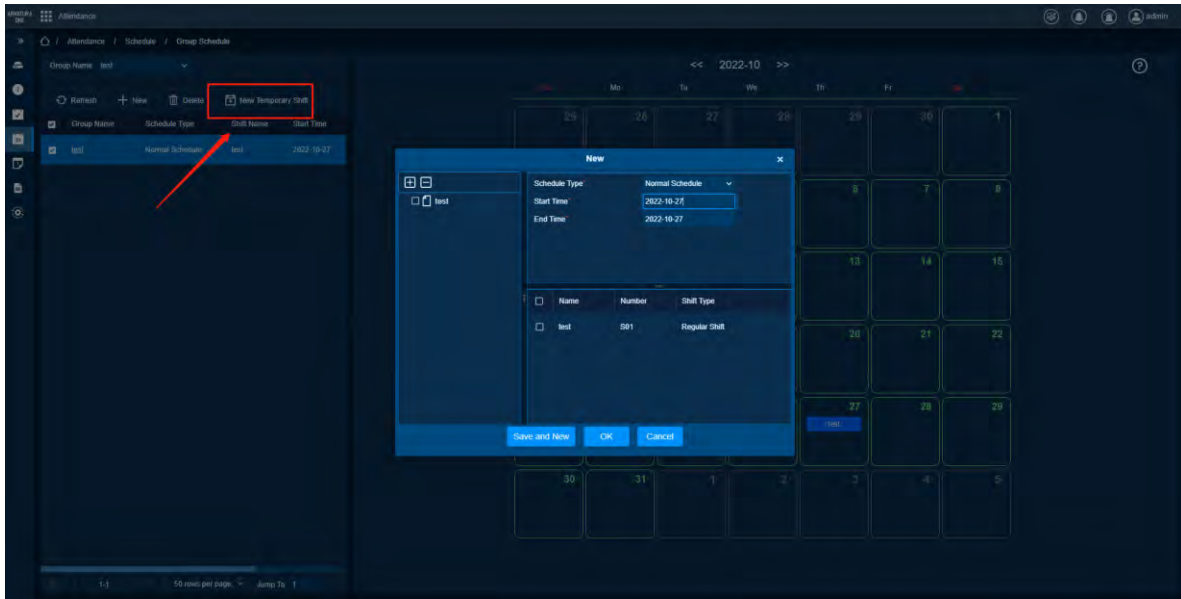 ARMATURA
ONE
Attendance
admin
/ Attendance / Schedule / Group Schedule
Group Name test
<< 2022-10 >>
Refresh New Delete New Temporary Shift
Mo Tu We Th Fr
Group Name Schedule Type Shift Name Start Time
test Normal Schedule test 2022-10-27
25 26 27 28 29 30 1
New
Schedule Type* Normal Schedule
Start Time* 2022-10-27
End Time* 2022-10-27
test
6 7 8
13 14 15
Name Number Shift Type
test S01 Regular Shift
20 21 22
27 28 29
test
Save and New OK Cancel
30 31 1 2 3 4 5
1-1 50 rows per page Jump To 1